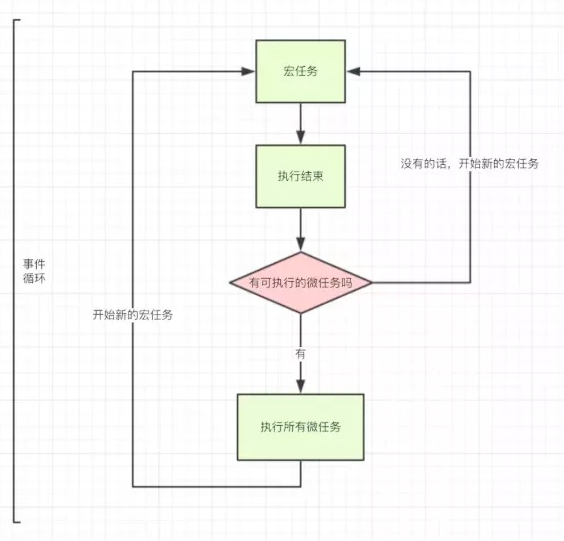 宏任务
没有的话，开始新的宏任务
执行结束
事件
循环
有可执行的微任务吗
开始新的宏任务
有
执行所有微任务